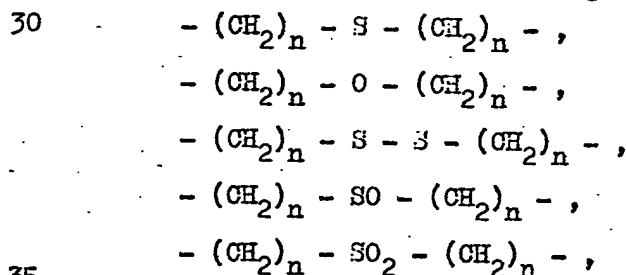 30 - (CH2)n - S - (CH2)n - ,
- (CH2)n - O - (CH2)n - ,
- (CH2)n - S - S - (CH2)n - ,
- (CH2)n - SO - (CH2)n - ,
35 - (CH2)n - SO2 - (CH2)n - ,